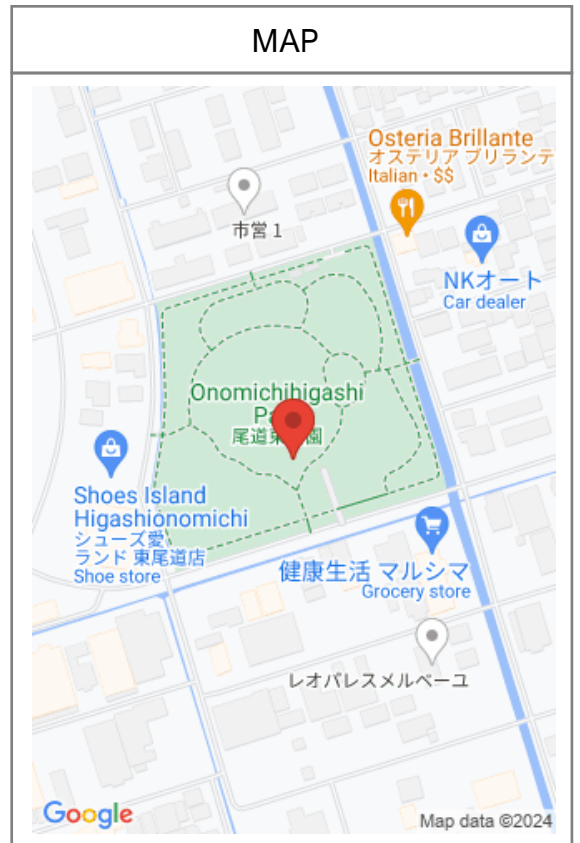 MAP
Osteria Brillante
オステリア ブリランテ
Italian • $$
市営 1
NKオート
Car dealer
Onomichihigashi
尾道東
園
Shoes Island
Higashionomichi
シューズ愛
ランド 東尾道店
Shoe store
健康生活 マルシマ
Grocery store
レオパレスメルベーユ
Google
Map data ©2024